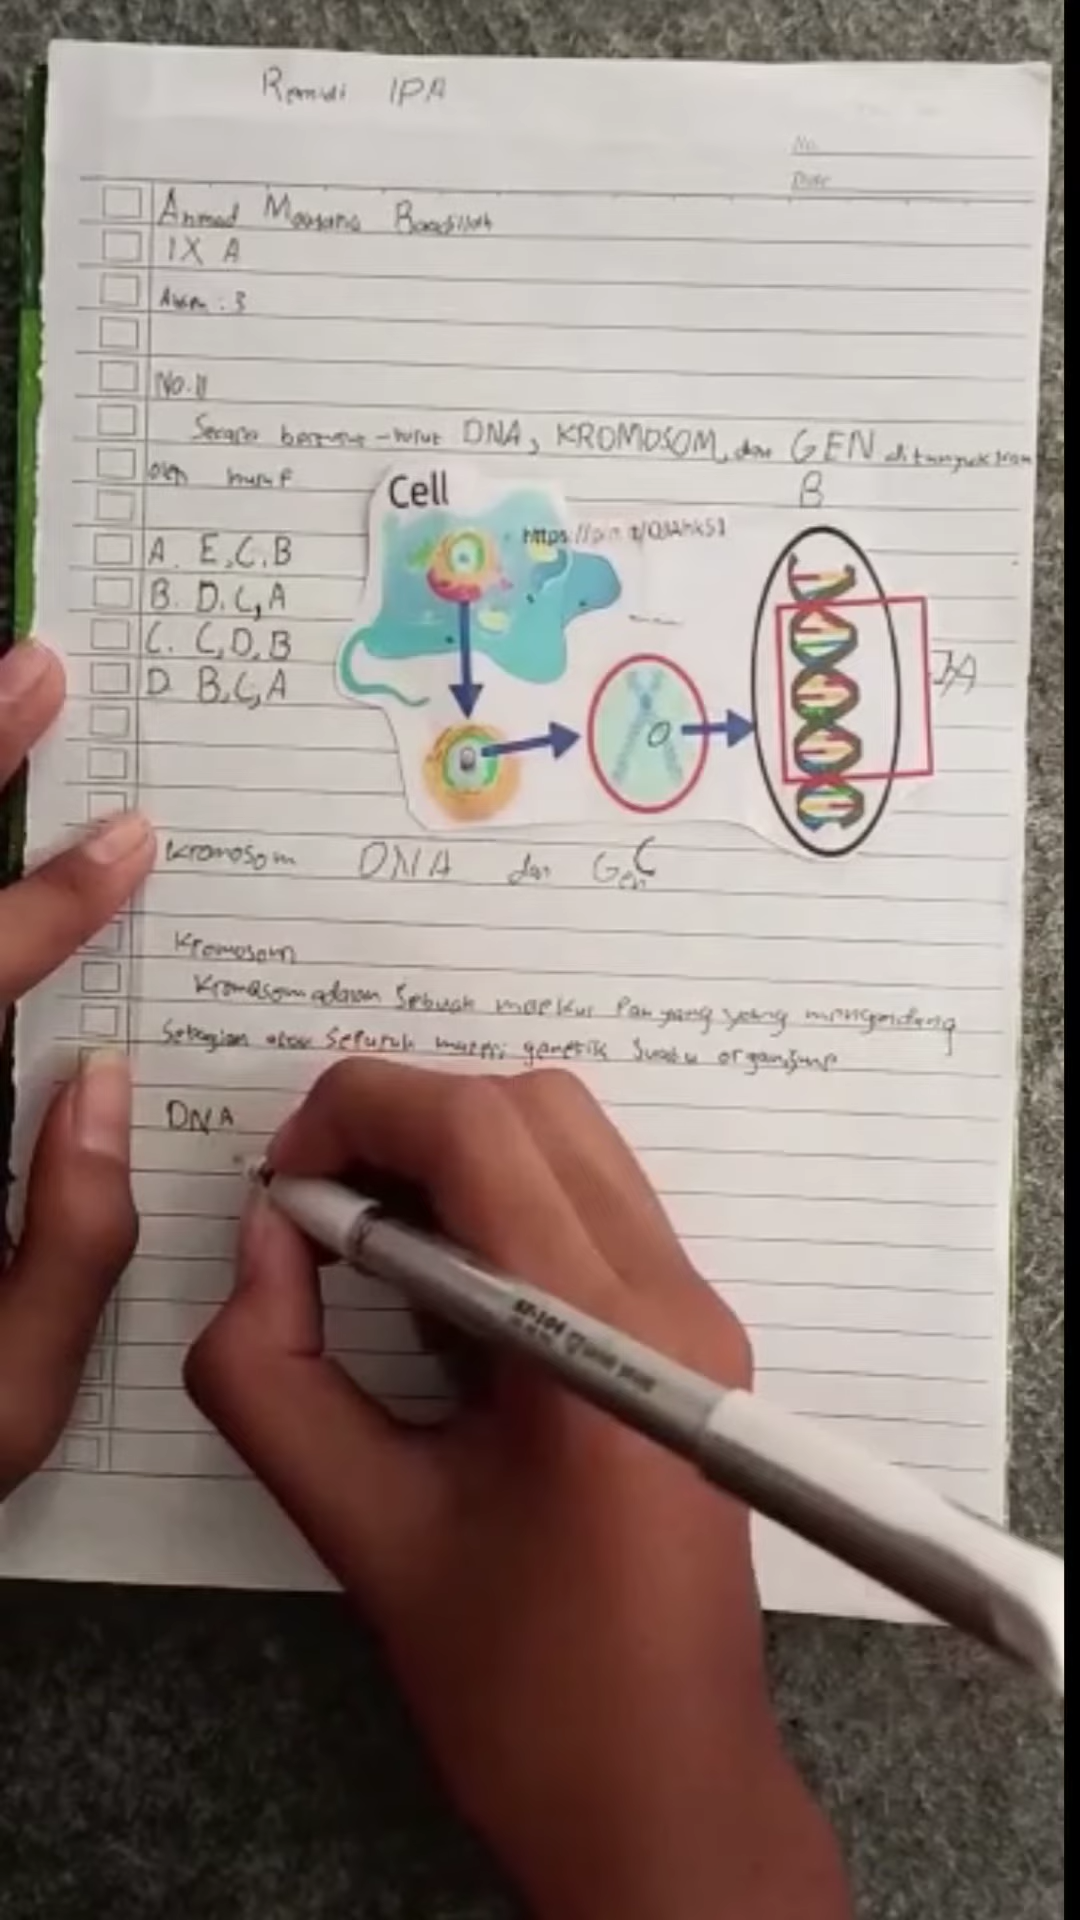 Remidi IPA
No.
Date
Ahmad Maulana
IX A
Absen : 3
No. 11
Secara berturut-turut DNA, KROMOSOM, dan GEN ditunjukkan
oleh huruf
B
Cell
A. E, C, B
B. D, C, A
C. C, D, B
D. B, C, A
A
C
Kromosom DNA dan Gen
Kromosom
Kromosom adalah Sebuah molekul Panjang yang mengandung
Sebagian atau Seluruh materi genetik Suatu organisme
DNA